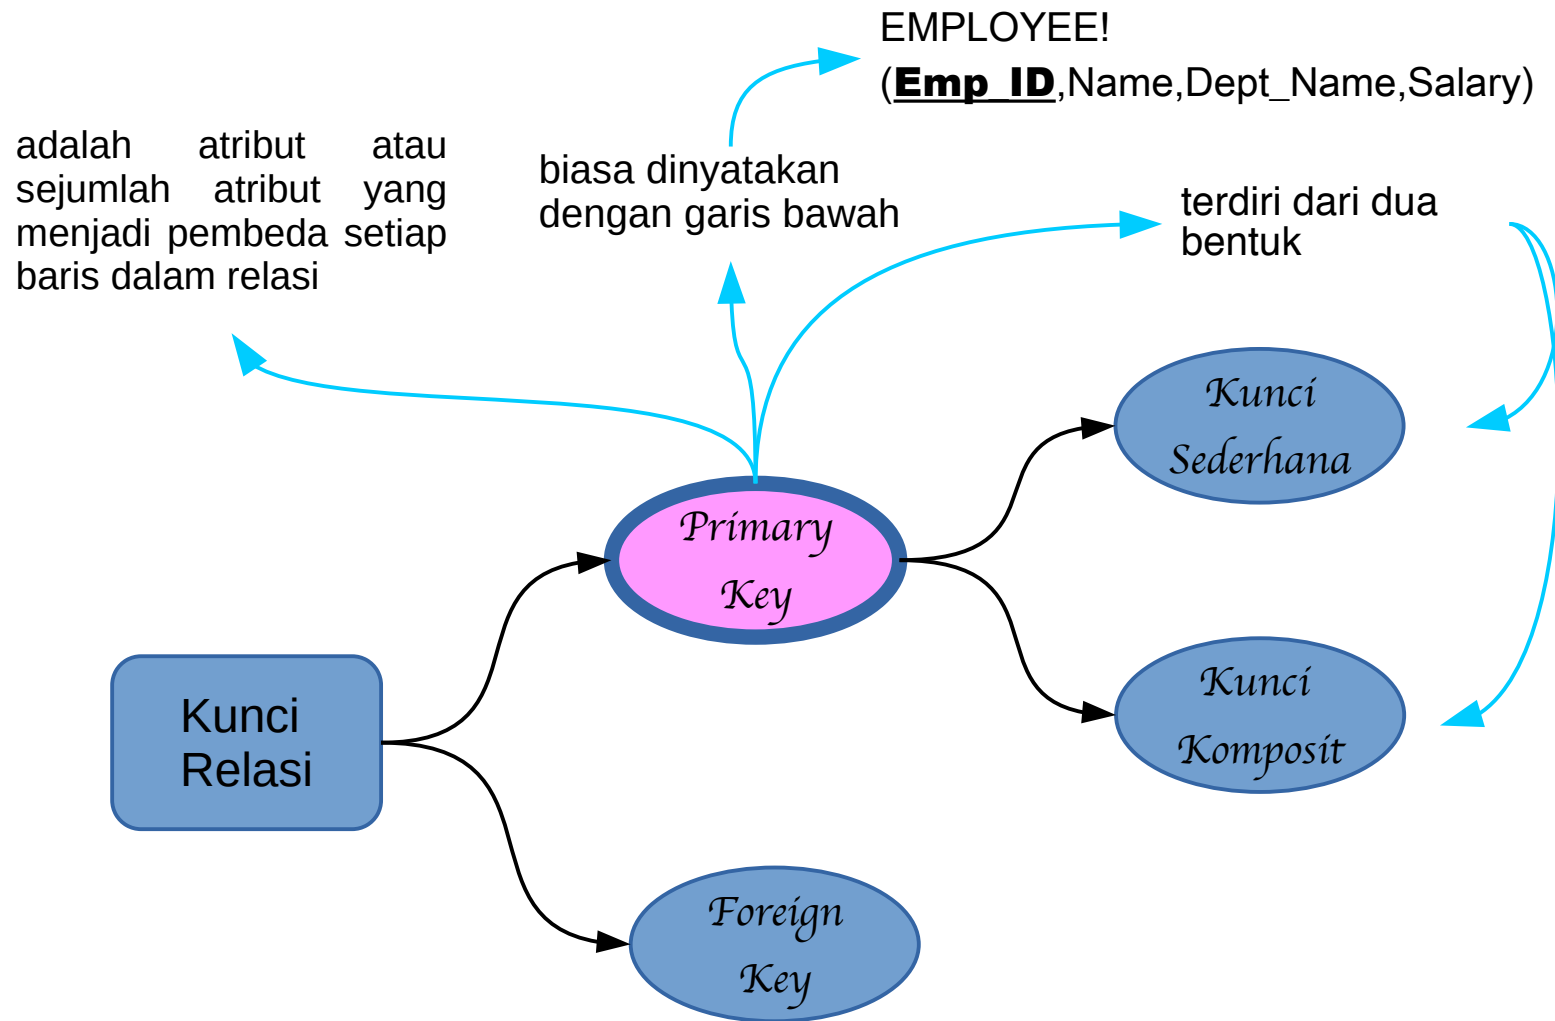 EMPLOYEE!
(Emp_ID,Name,Dept_Name,Salary)
adalah atribut atau
sejumlah atribut yang
menjadi pembeda setiap
baris dalam relasi
biasa dinyatakan
dengan garis bawah
terdiri dari dua
bentuk
Kunci
Sederhana
Primary
Key
Kunci
Relasi
Kunci
Komposit
Foreign
Key